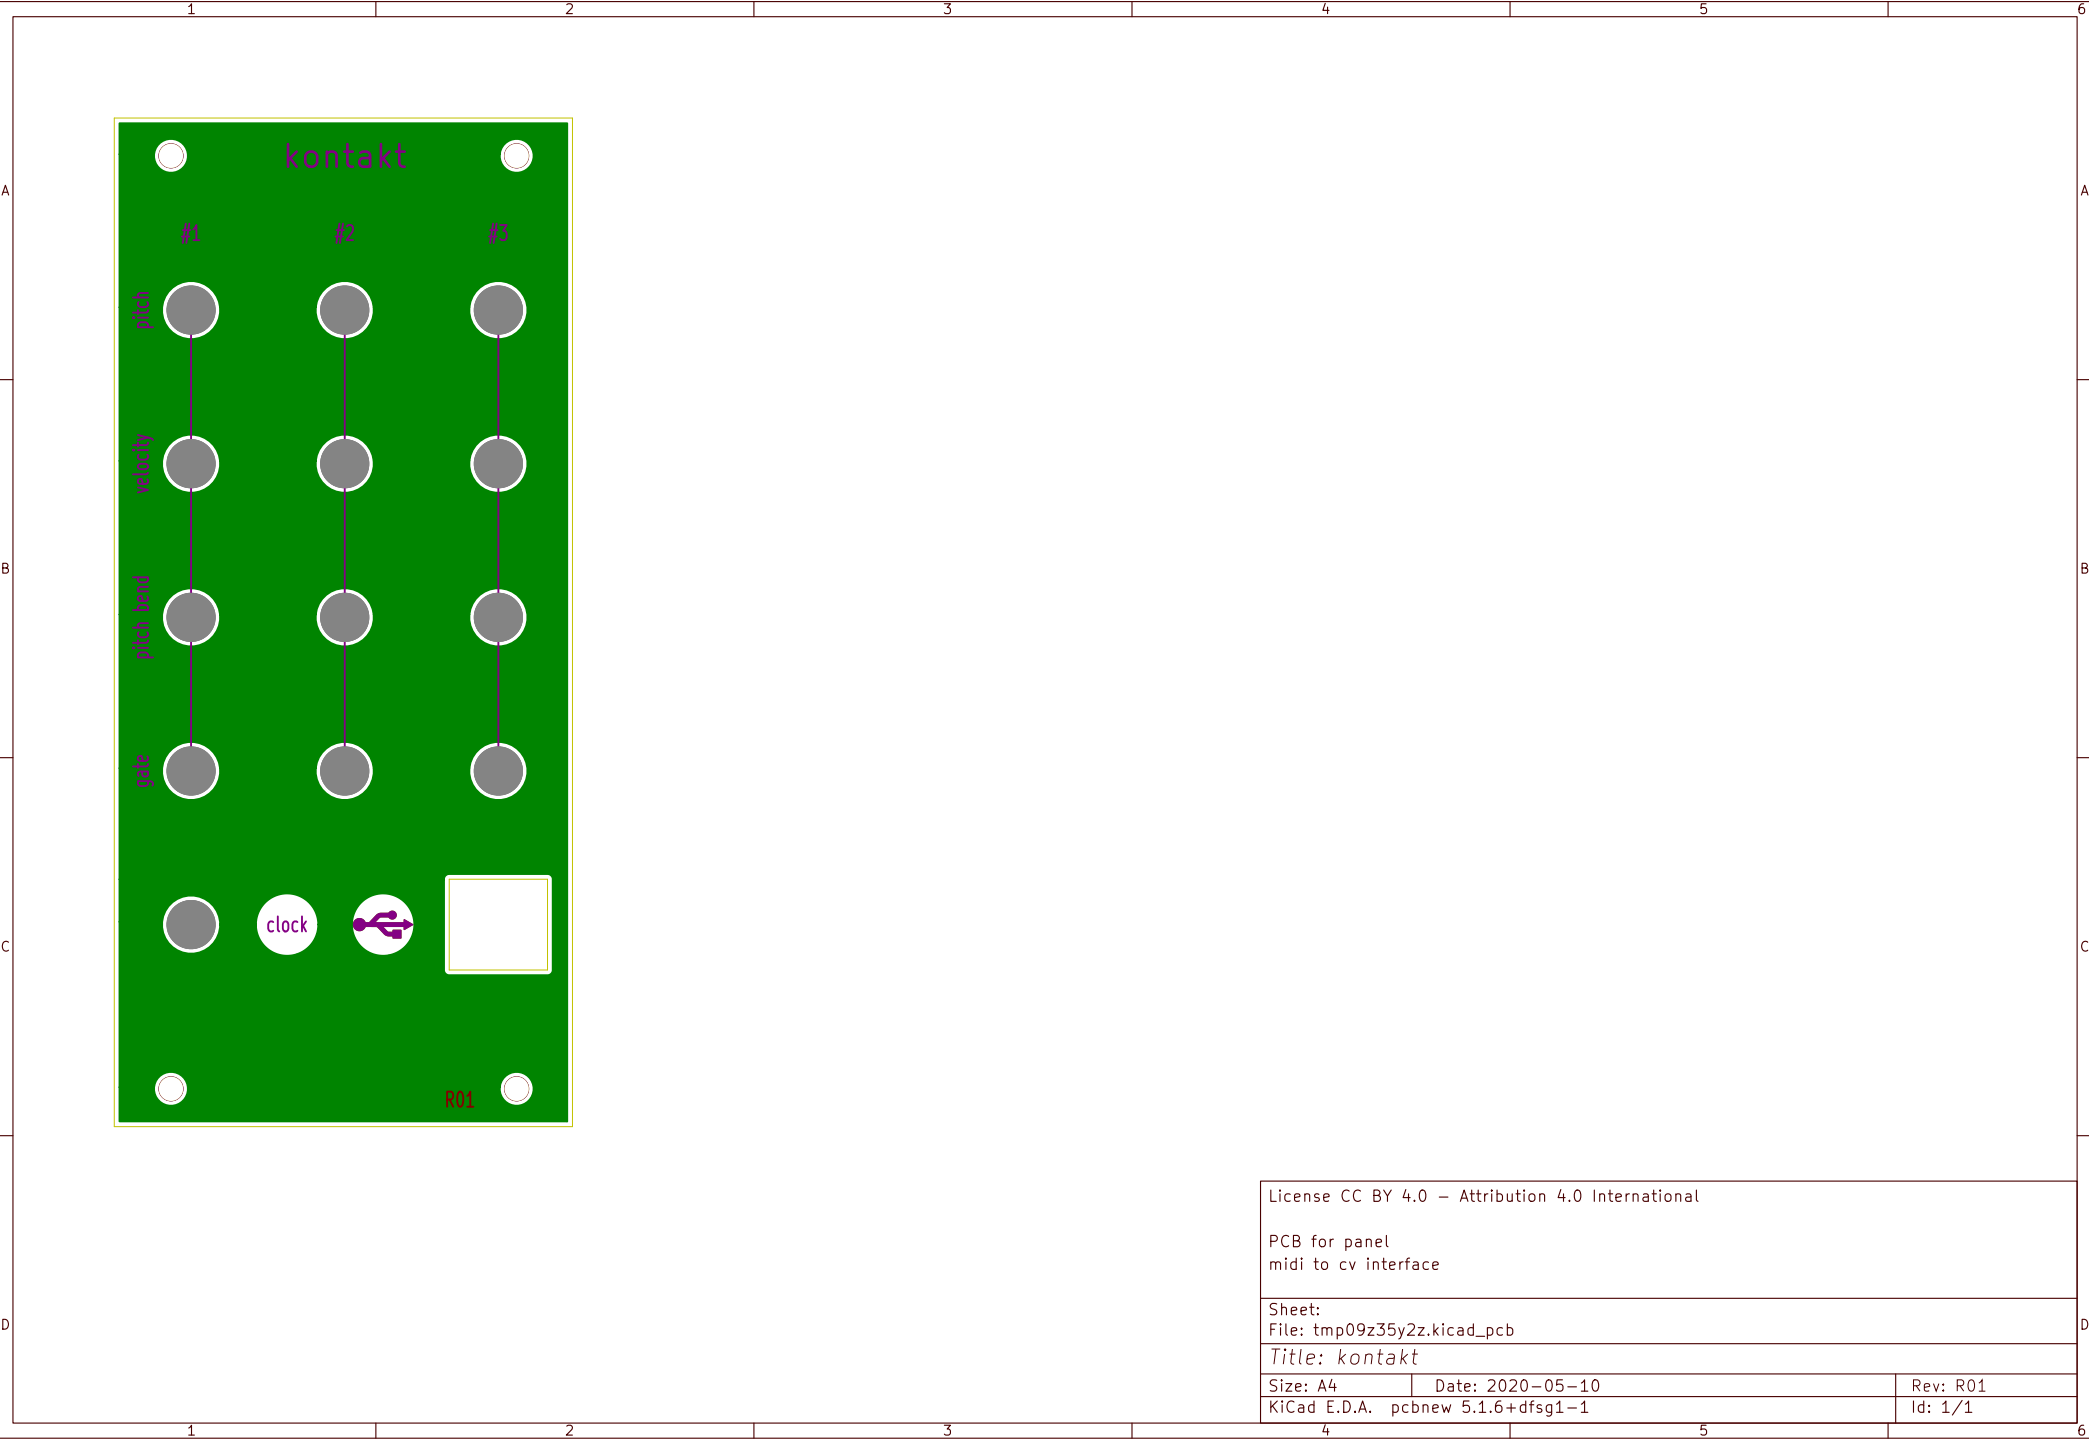 1 2 3 4 5 6
A A
kontakt
#1 #2 #3
pitch
velocity
B B
pitch bend
gate
clock
C C
R01
License CC BY 4.0 - Attribution 4.0 International
PCB for panel
midi to cv interface
Sheet:
File: tmp09z35y2z.kicad_pcb
D D
Title: kontakt
Size: A4 Date: 2020-05-10 Rev: R01
KiCad E.D.A. pcbnew 5.1.6+dfsg1-1 Id: 1/1
1 2 3 4 5 6